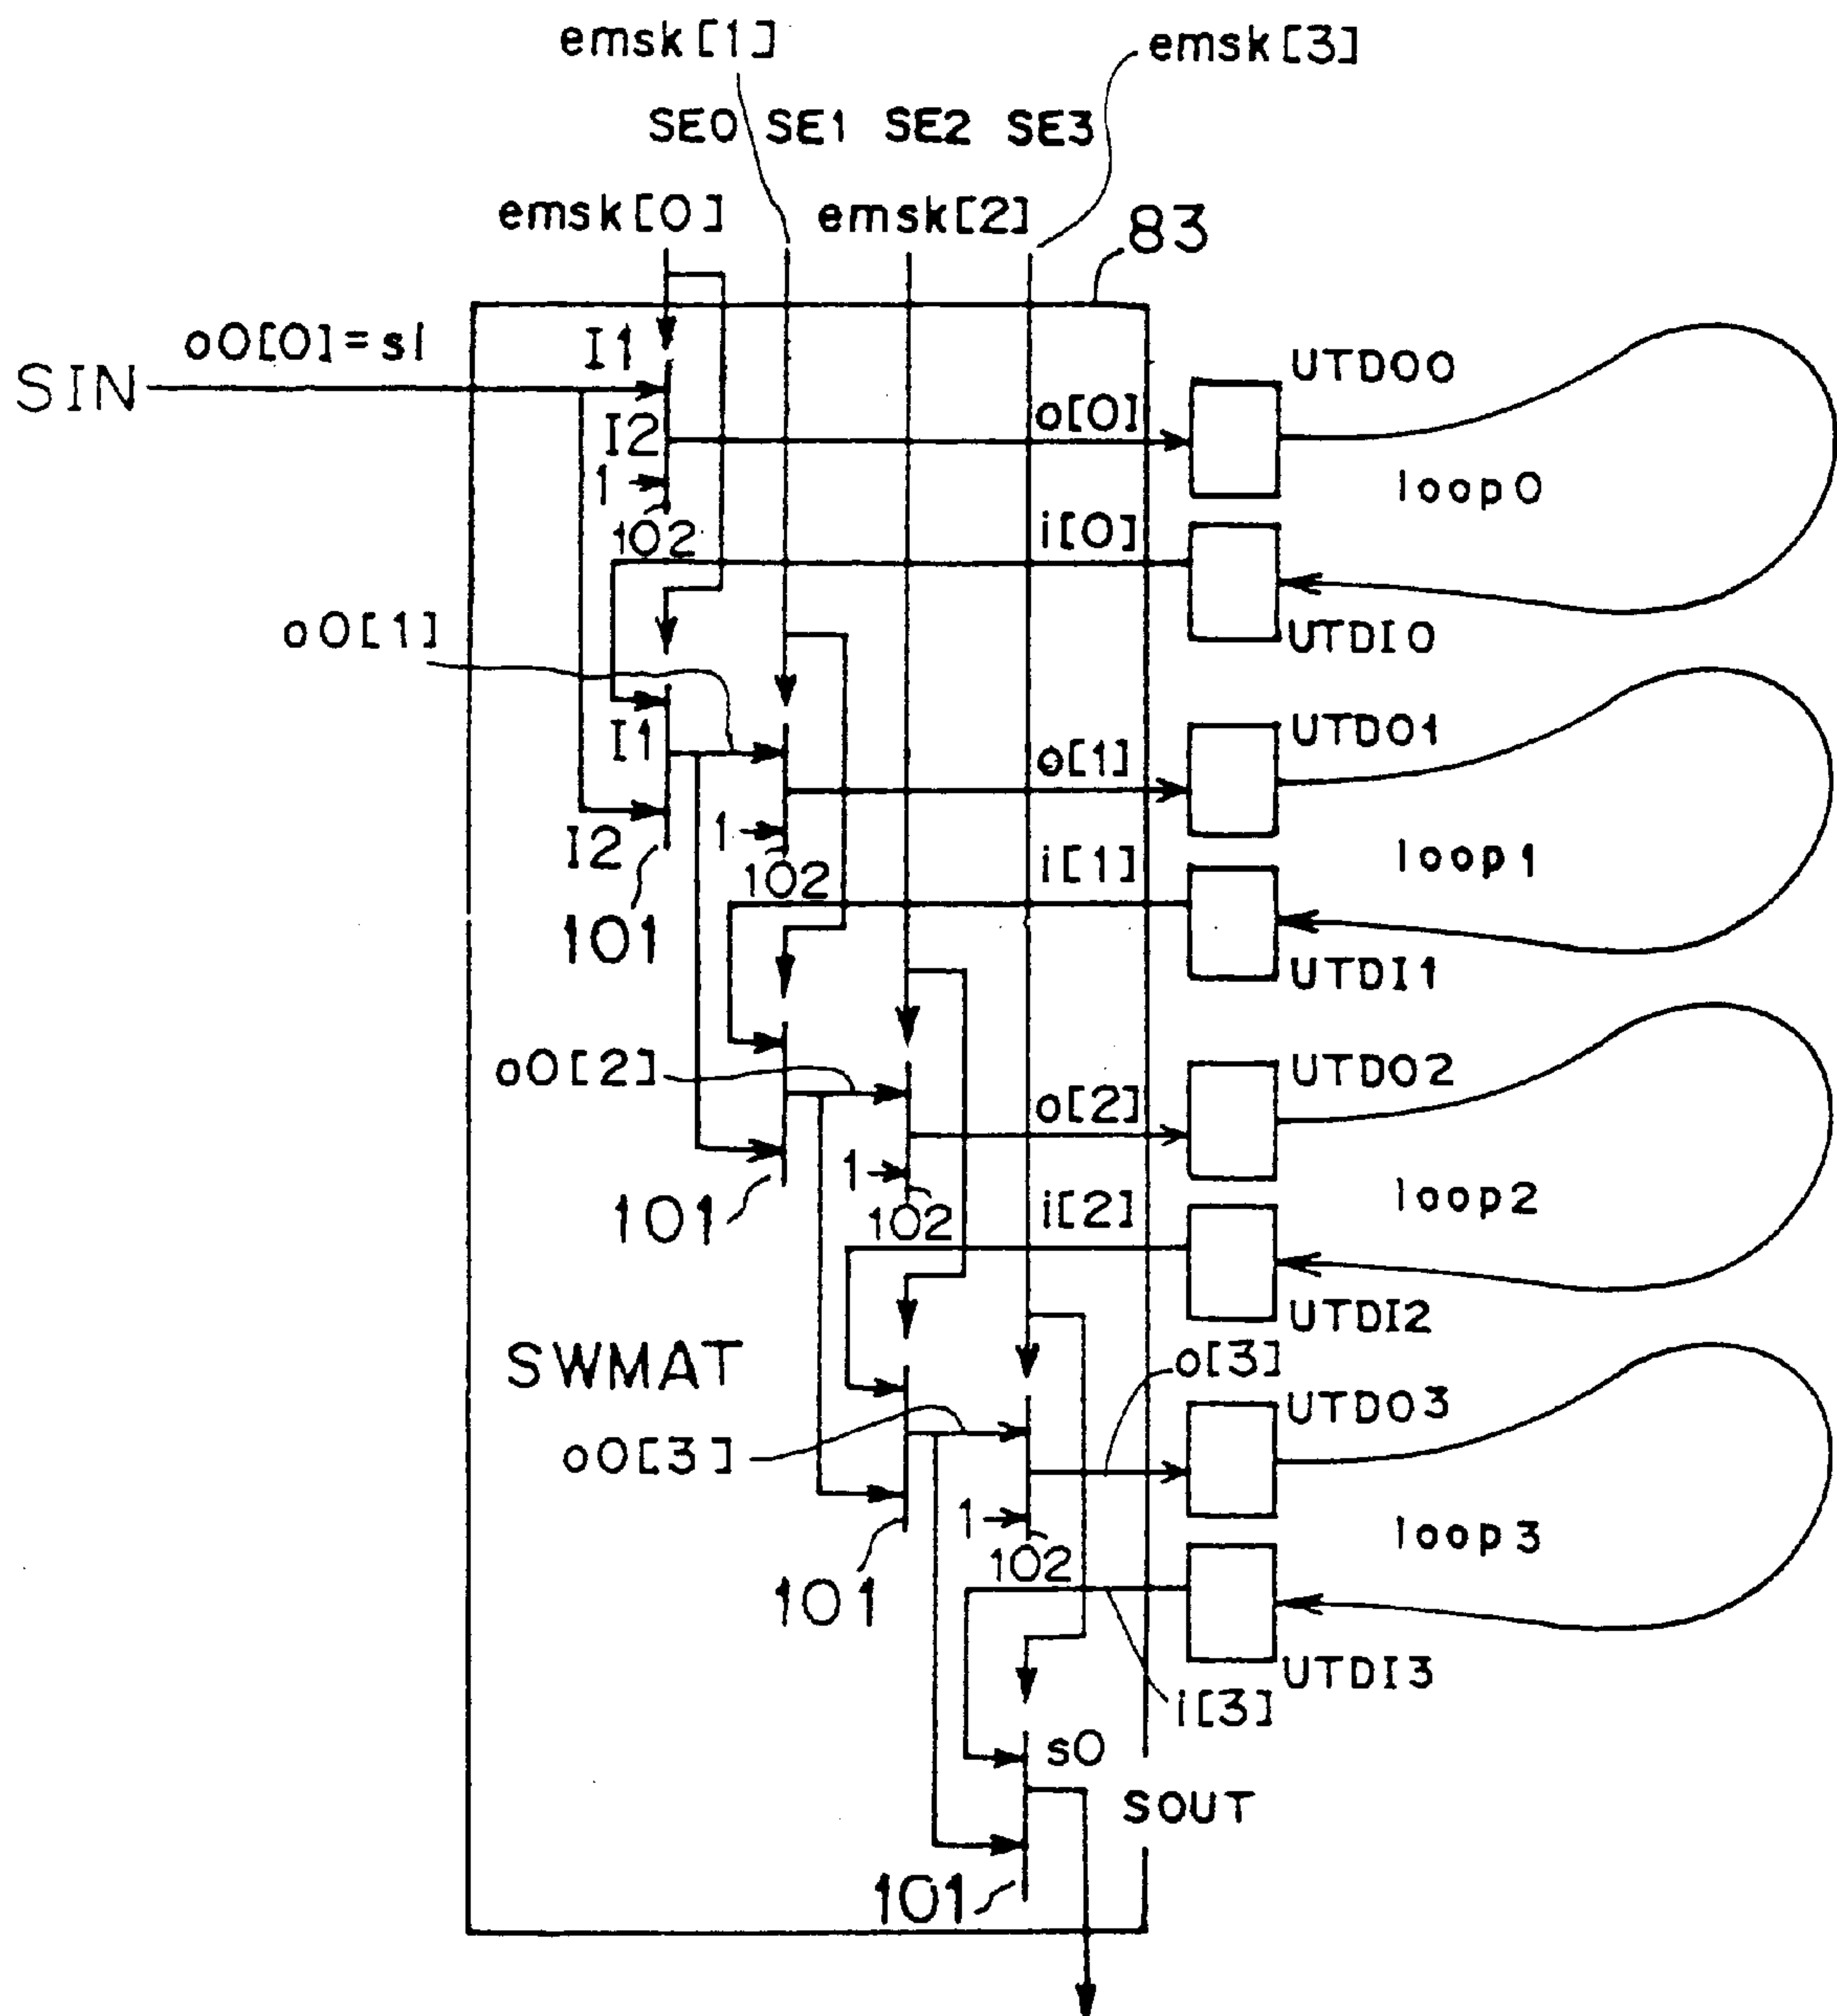 emsk[1]
emsk[3]
SE0 SE1 SE2 SE3
emsk[0]
emsk[2]
83
o0[0]=sI
SIN
I1
I2
1
102
o[0]
UTDO0
loop0
i[0]
UTDI0
o0[1]
I1
I2
101
1
102
o[1]
UTDO1
loop1
i[1]
UTDI1
o0[2]
101
1
102
o[2]
UTDO2
loop2
i[2]
UTDI2
SWMAT
o0[3]
101
1
102
o[3]
UTDO3
loop3
UTDI3
i[3]
s0
SOUT
101